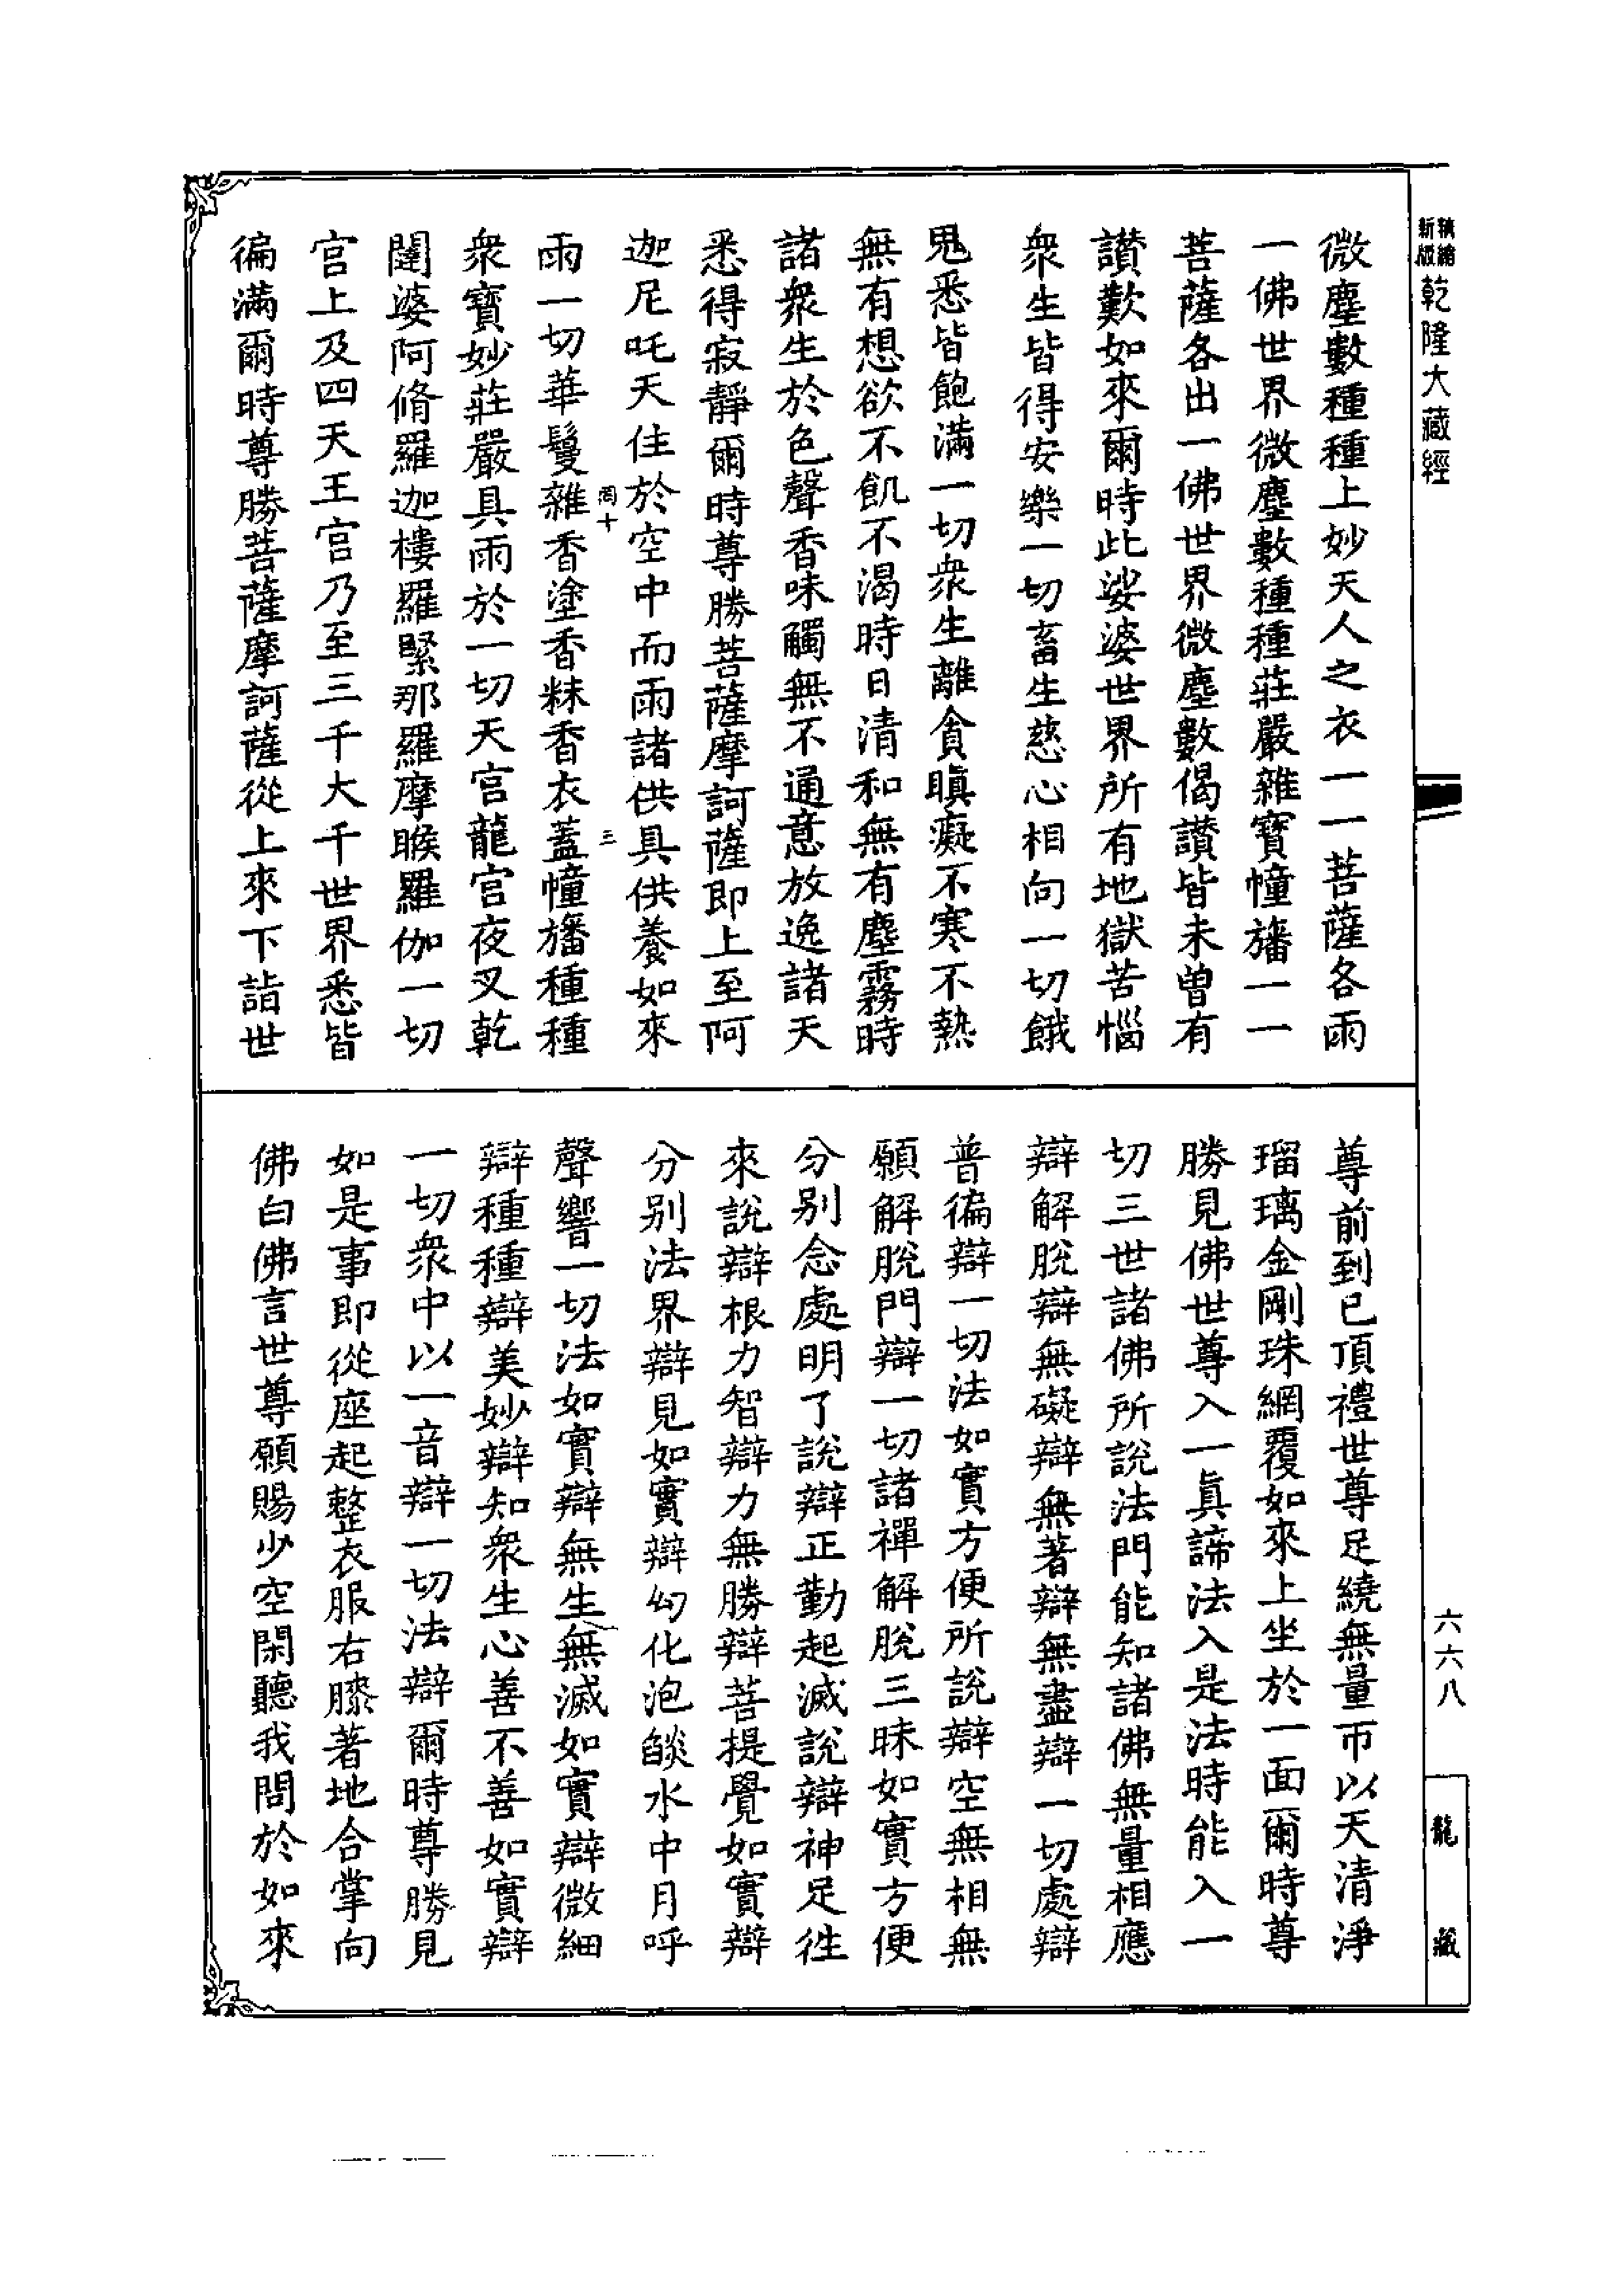 新版
精繪
乾隆大藏經
微塵數種種上妙天人之衣一一菩薩各雨
一佛世界微塵數種種莊嚴雜寶幢旛一一
菩薩各出一佛世界微塵數偈讚皆未曾有
讚歎如來爾時此娑婆世界所有地獄苦惱
衆生皆得安樂一切畜生慈心相向一切餓
鬼悉皆飽滿一切衆生離貪瞋癡不寒不熱
無有想欲不飢不渴時日清和無有塵霧時
諸衆生於色聲香味觸無不通意放逸諸天
悉得寂靜爾時尊勝菩薩摩訶薩即上至阿
迦尼吒天住於空中而雨諸供具供養如來
十
三
雨一切華鬘雜香塗香粖香衣蓋幢旛種種
衆寶妙莊嚴具雨於一切天宮龍宮夜叉乾
闥婆阿脩羅迦樓羅緊那羅摩睺羅伽一切
宮上及四天王宮乃至三千大千世界悉皆
徧滿爾時尊勝菩薩摩訶薩從上來下詣世
尊前到已頂禮世尊足繞無量帀以天清淨
瑠璃金剛珠網覆如來上坐於一面爾時尊
勝見佛世尊入一眞諦法入是法時能入一
切三世諸佛所說法門能知諸佛無量相應
辯解脫辯無礙辯無著辯無盡辯一切處辯
普徧辯一切法如實方便所說辯空無相無
願解脫門辯一切諸禪解脫三昧如實方便
分別念處明了說辯正勤起滅說辯神足徃
來說辯根力智辯力無勝辯菩提覺如實辯
分別法界辯見如實辯幻化泡燄水中月呼
聲響一切法如實辯無生無滅如實辯微細
辯種種辯美妙辯知衆生心善不善如實辯
一切衆中以一音辯一切法辯爾時尊勝見
如是事即從座起整衣服右膝著地合掌向
佛白佛言世尊願賜少空閑聽我問於如來
六六八
龍藏